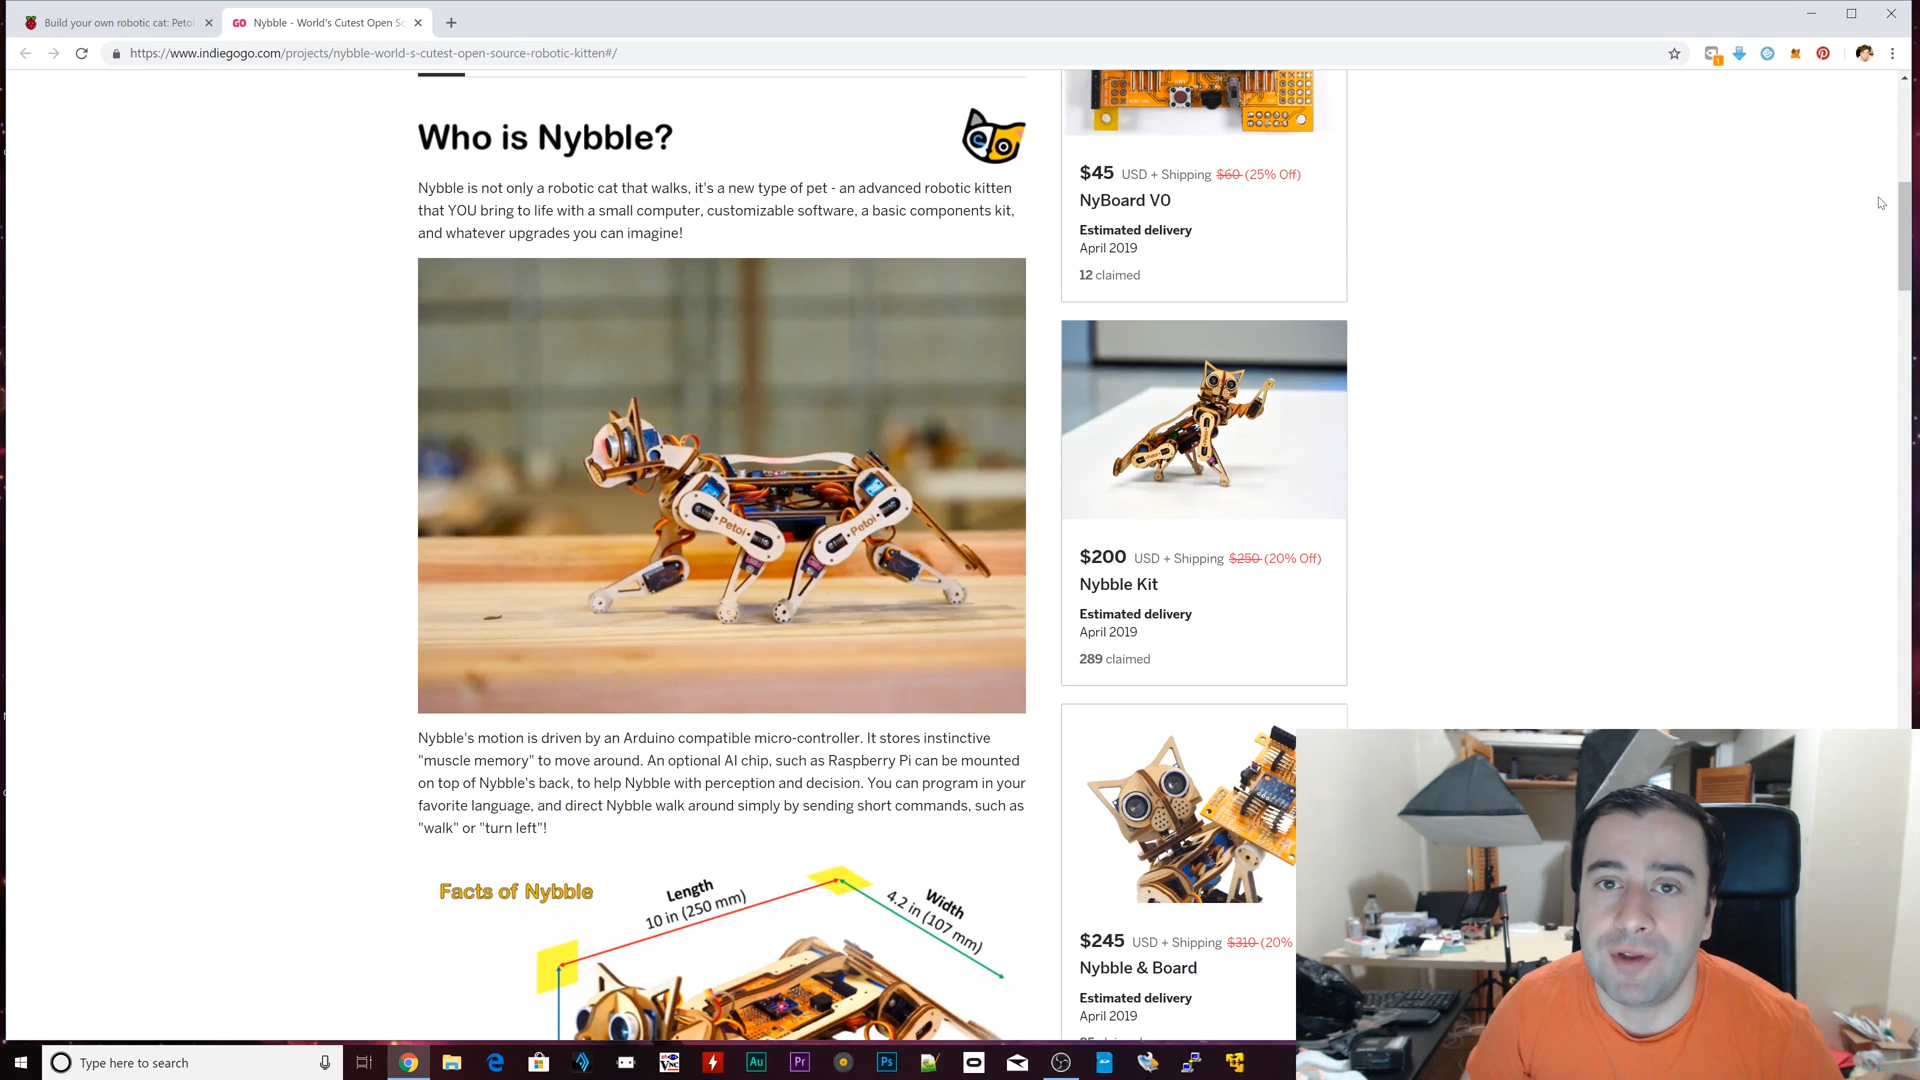 Build your own robotic cat: Petoi
GO Nybble - World's Cutest Open So
https://www.indiegogo.com/projects/nybble-world-s-cutest-open-source-robotic-kitten#/
Who is Nybble?
Nybble is not only a robotic cat that walks, it's a new type of pet - an advanced robotic kitten
that YOU bring to life with a small computer, customizable software, a basic components kit,
and whatever upgrades you can imagine!
Petoi
Petoi
Nybble's motion is driven by an Arduino compatible micro-controller. It stores instinctive
"muscle memory" to move around. An optional AI chip, such as Raspberry Pi can be mounted
on top of Nybble's back, to help Nybble with perception and decision. You can program in your
favorite language, and direct Nybble walk around simply by sending short commands, such as
"walk" or "turn left"!
Facts of Nybble
Length
10 in (250 mm)
Width
4.2 in (107 mm)
$45 USD + Shipping $60 (25% Off)
NyBoard V0
Estimated delivery
April 2019
12 claimed
$200 USD + Shipping $250 (20% Off)
Nybble Kit
Estimated delivery
April 2019
289 claimed
$245 USD + Shipping $310 (20%
Nybble & Board
Estimated delivery
April 2019
Type here to search
Au
Pr
Ps